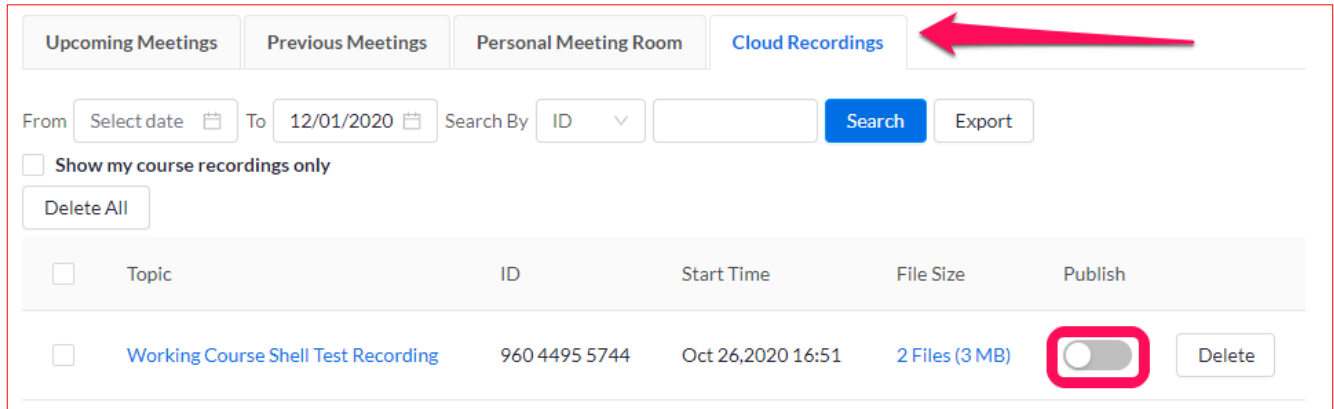 Upcoming Meetings Previous Meetings Personal Meeting Room Cloud Recordings
From Select date To 12/01/2020 Search By ID Search Export
Show my course recordings only
Delete All
Topic ID Start Time File Size Publish
Working Course Shell Test Recording 960 4495 5744 Oct 26,2020 16:51 2 Files (3 MB) Delete